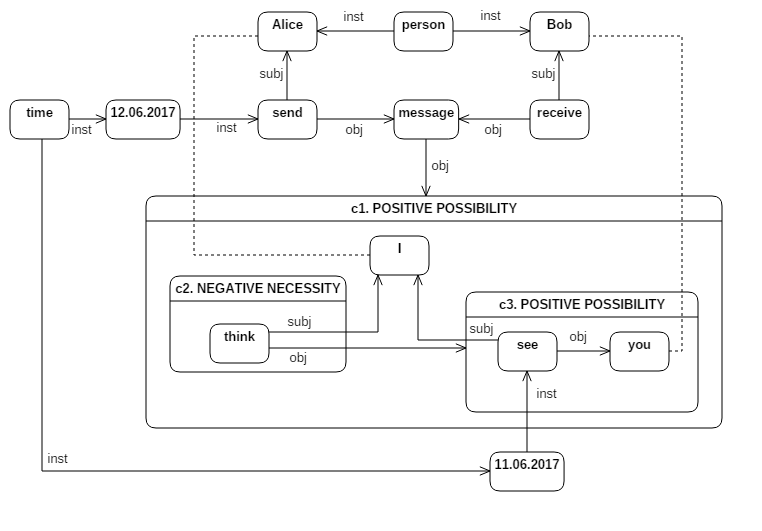 Alice
inst
person
inst
Bob
subj
subj
time
inst
12.06.2017
inst
send
obj
message
obj
receive
obj
c1. POSITIVE POSSIBILITY
I
c2. NEGATIVE NECESSITY
c3. POSITIVE POSSIBILITY
think
subj
obj
subj
see
obj
you
inst
inst
11.06.2017